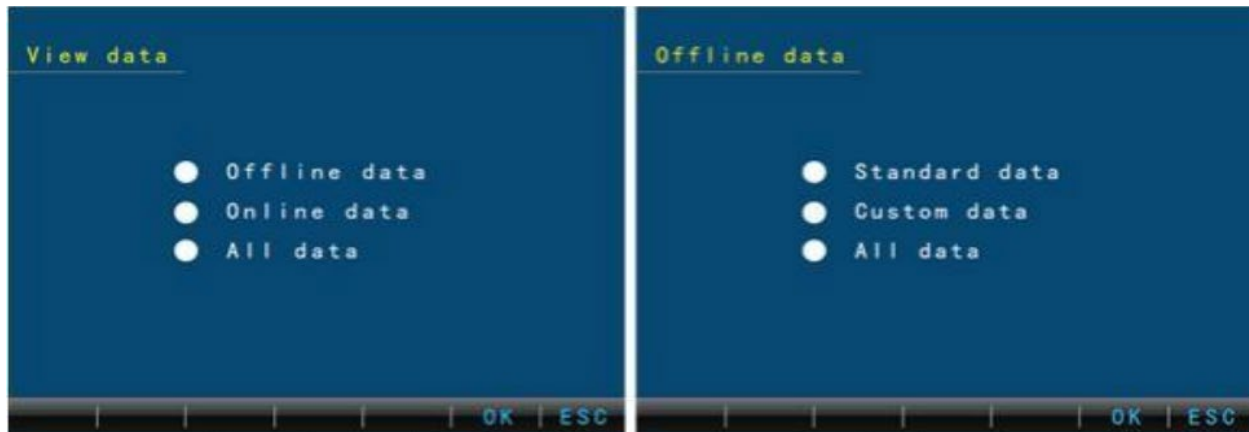 View data
Offline data
Online data
All data
OK | ESC
Offline data
Standard data
Custom data
All data
OK | ESC